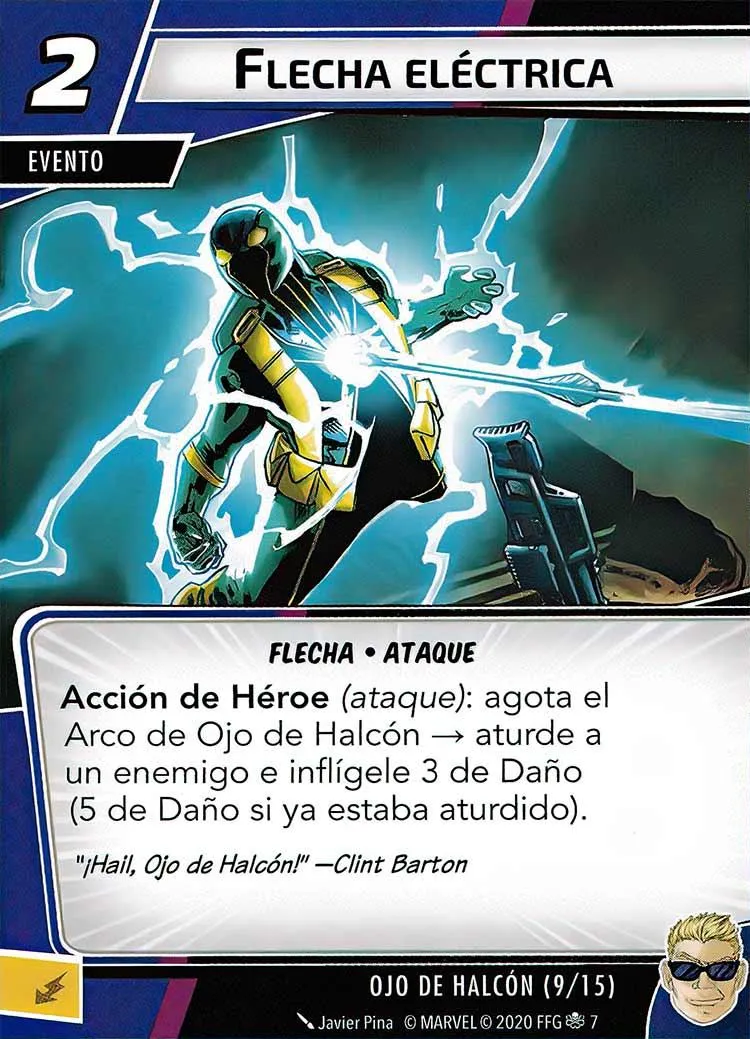 2
FLECHA ELÉCTRICA
EVENTO
FLECHA • ATAQUE
Acción de Héroe (ataque): agota el
Arco de Ojo de Halcón → aturde a
un enemigo e inflígele 3 de Daño
(5 de Daño si ya estaba aturdido).
"¡Hail, Ojo de Halcón!" —Clint Barton
OJO DE HALCÓN (9/15)
Javier Pina © MARVEL © 2020 FFG 7